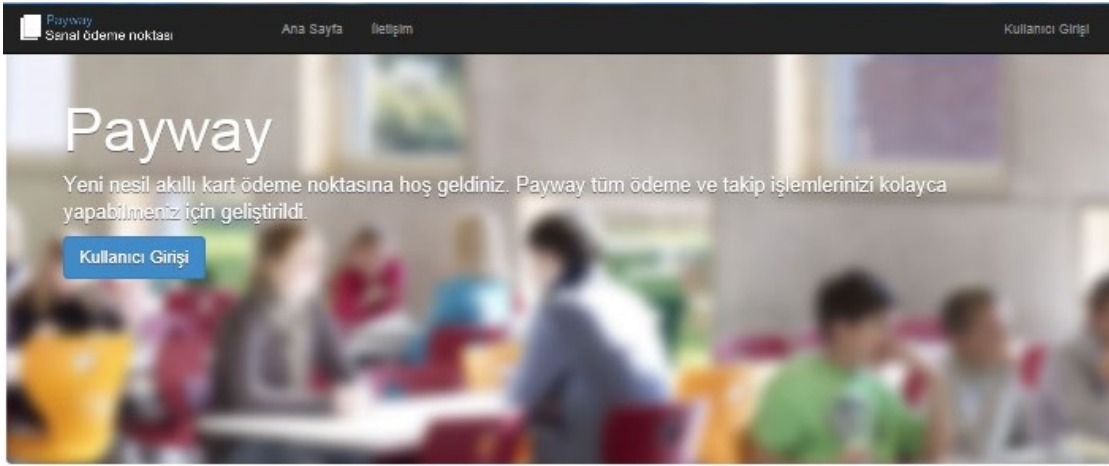 Payway
Sanal ödeme noktası
Ana Sayfa
İletişim
Kullanıcı Girişi
Payway
Yeni nesil akıllı kart ödeme noktasına hoş geldiniz. Payway tüm ödeme ve takip işlemlerinizi kolayca
yapabilmeniz için geliştirildi.
Kullanıcı Girişi